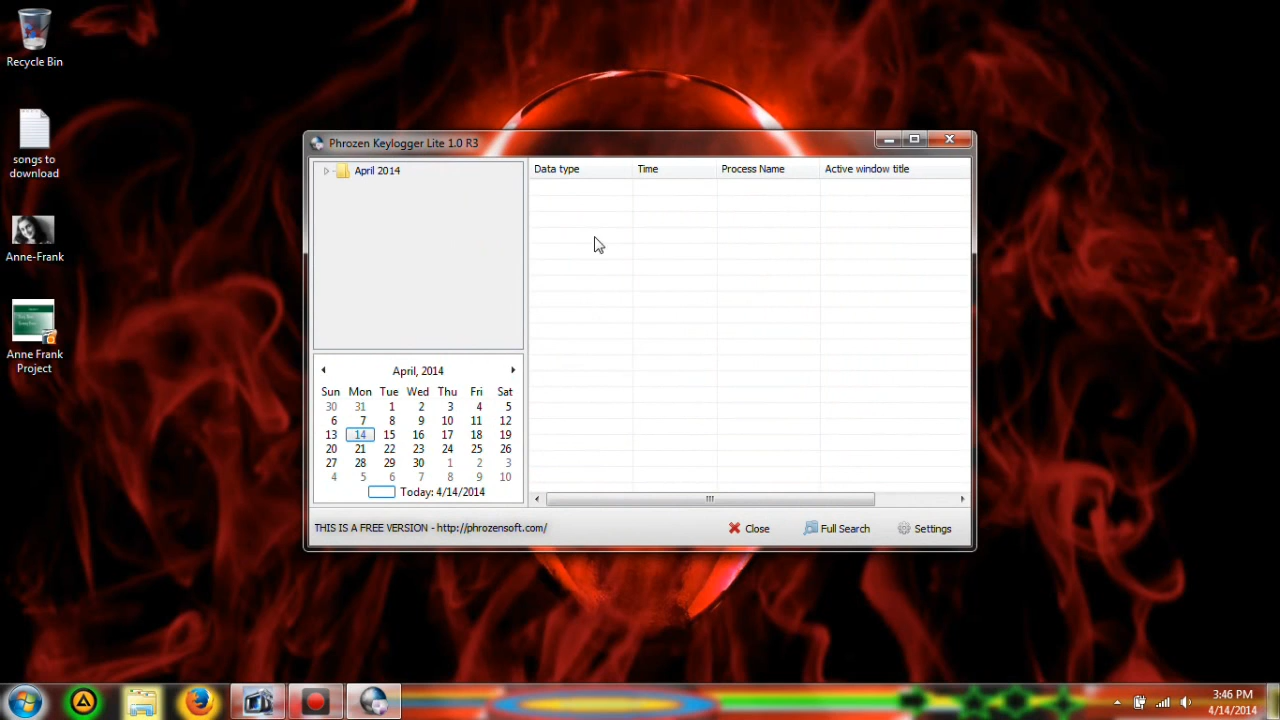 Recycle Bin
songs to
download
Anne-Frank
Anne Frank
Project
Phrozen Keylogger Lite 1.0 R3
April 2014
Data type Time Process Name Active window title
April, 2014
Sun Mon Tue Wed Thu Fri Sat
30 31 1 2 3 4 5
6 7 8 9 10 11 12
13 14 15 16 17 18 19
20 21 22 23 24 25 26
27 28 29 30 1 2 3
4 5 6 7 8 9 10
Today: 4/14/2014
THIS IS A FREE VERSION - http://phrozensoft.com/
Close Full Search Settings
3:46 PM
4/14/2014